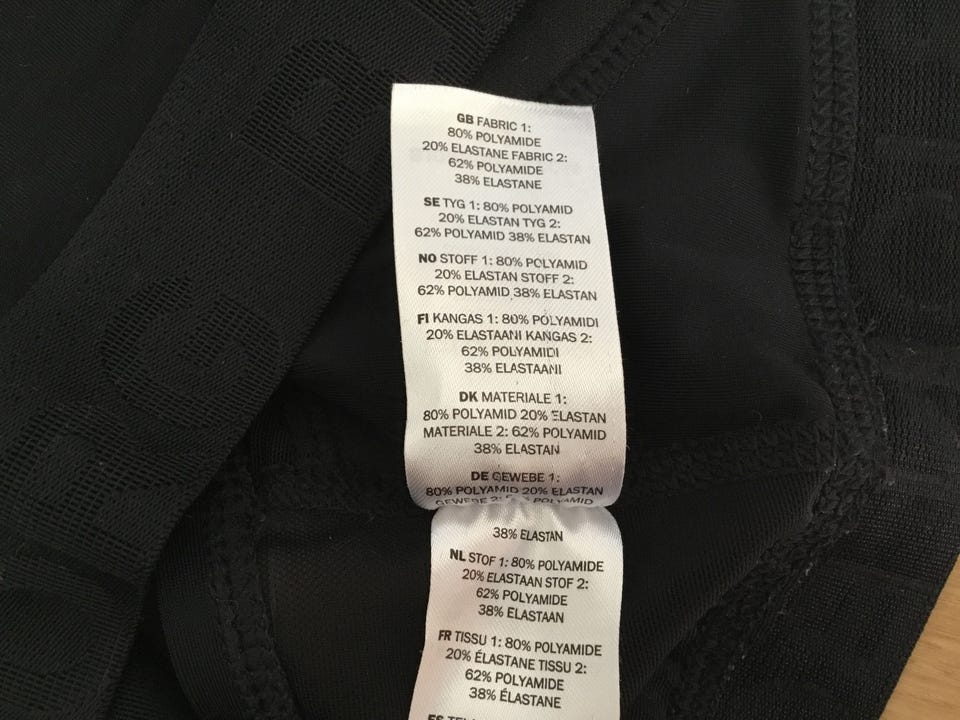 GB FABRIC 1:
80% POLYAMIDE
20% ELASTANE FABRIC 2:
62% POLYAMIDE
38% ELASTANE
SE TYG 1: 80% POLYAMID
20% ELASTAN TYG 2:
62% POLYAMID 38% ELASTAN
NO STOFF 1: 80% POLYAMID
20% ELASTAN STOFF 2:
62% POLYAMID 38% ELASTAN
FI KANGAS 1: 80% POLYAMIDI
20% ELASTAANI KANGAS 2:
62% POLYAMIDI
38% ELASTAANI
DK MATERIALE 1:
80% POLYAMID 20% ELASTAN
MATERIALE 2: 62% POLYAMID
38% ELASTAN
DE GEWEBE 1:
80% POLYAMID 20% ELASTAN
GEWEBE 2: POLYAMID
38% ELASTAN
NL STOF 1: 80% POLYAMIDE
20% ELASTAAN STOF 2:
62% POLYAMIDE
38% ELASTAAN
FR TISSU 1: 80% POLYAMIDE
20% ÉLASTANE TISSU 2:
62% POLYAMIDE
38% ÉLASTANE